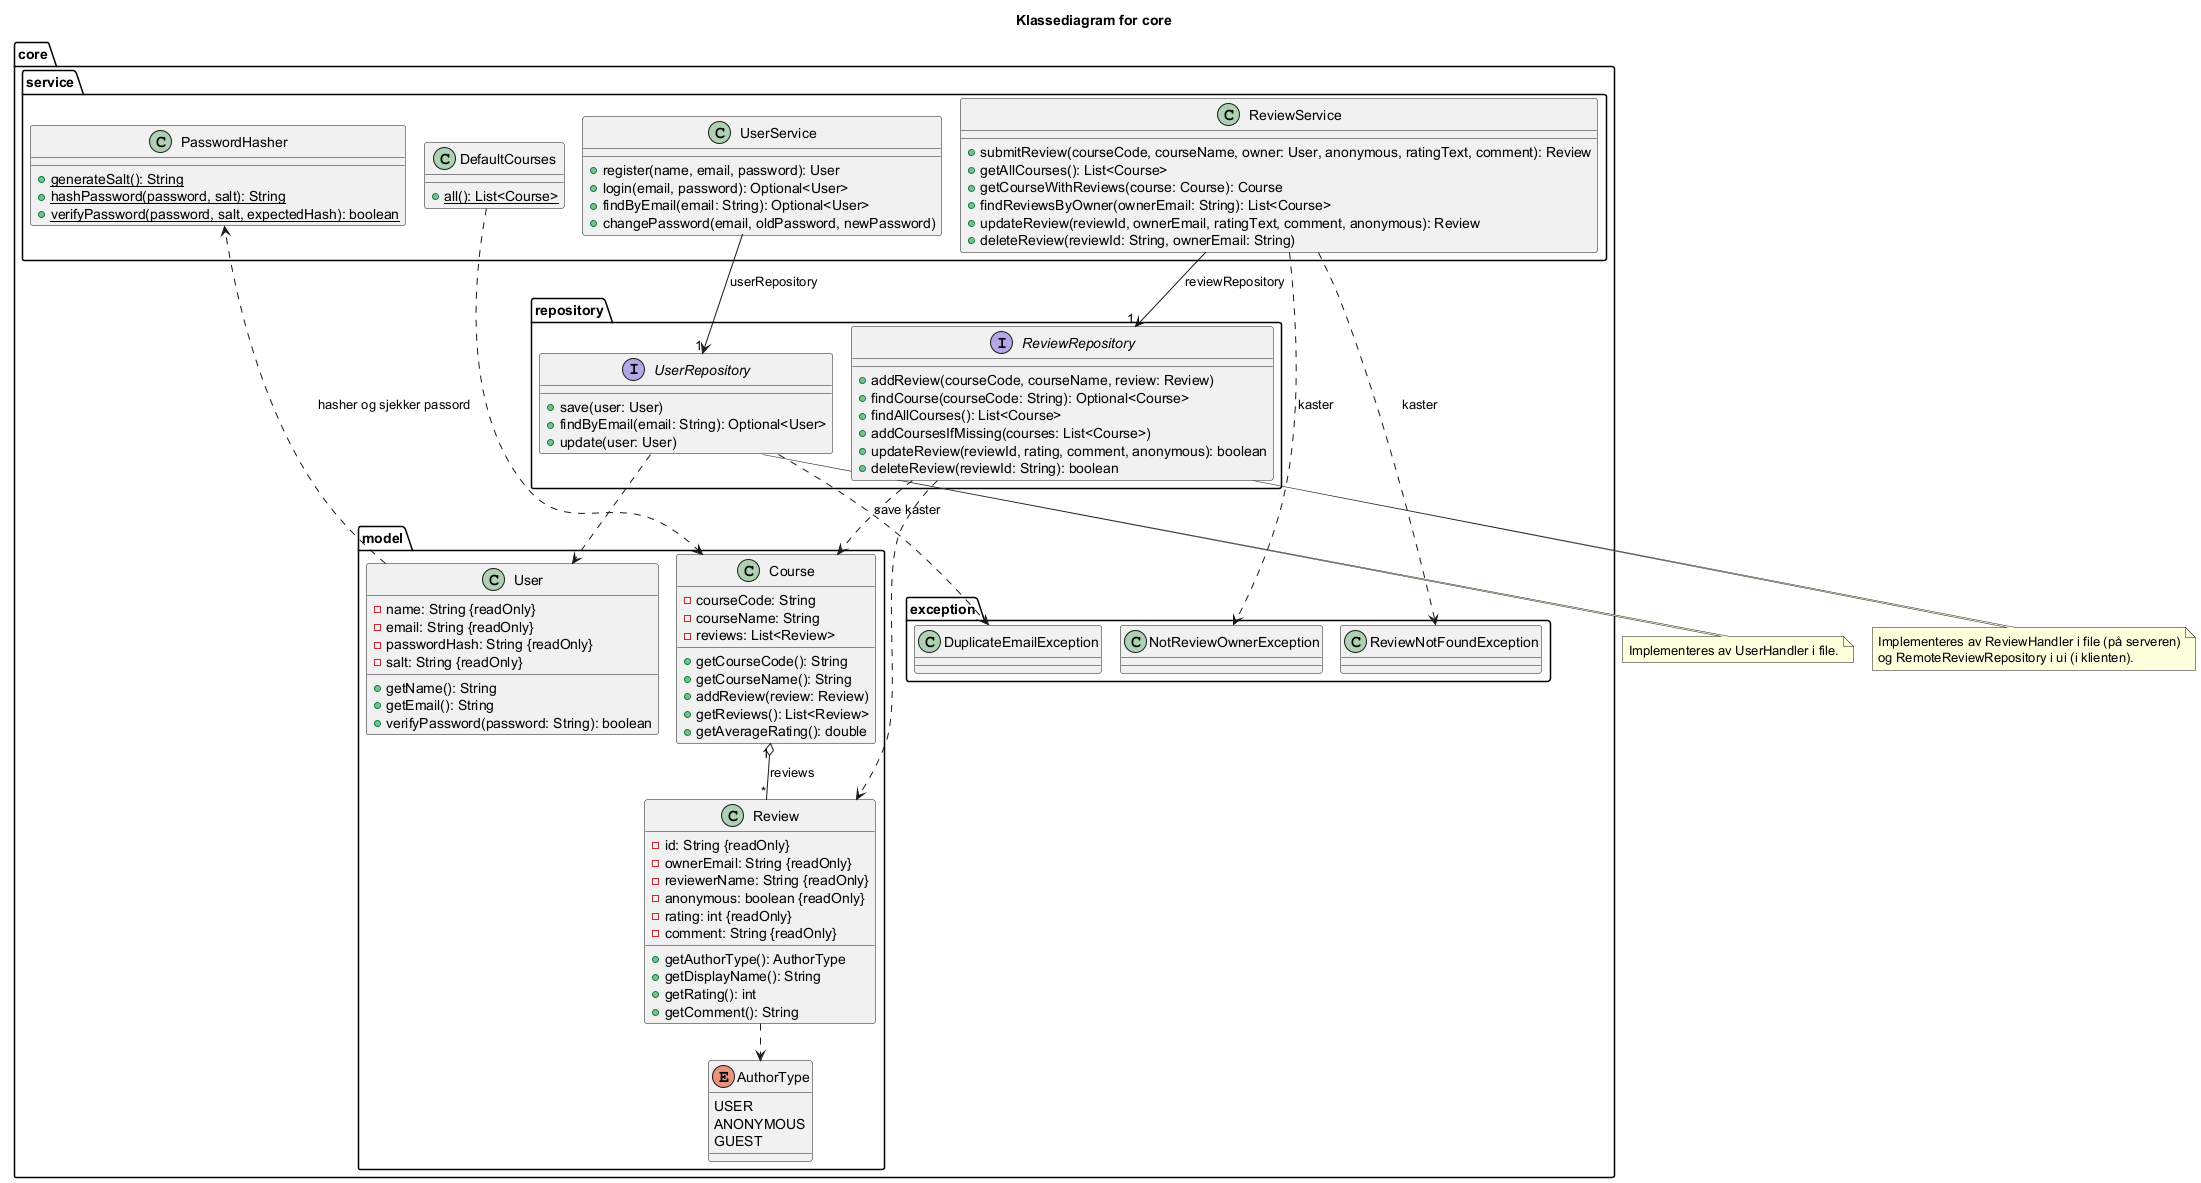 Klassediagram for core
core
service
PasswordHasher
generateSalt(): String
hashPassword(password, salt): String
verifyPassword(password, salt, expectedHash): boolean
DefaultCourses
all(): List<Course>
UserService
register(name, email, password): User
login(email, password): Optional<User>
findByEmail(email: String): Optional<User>
changePassword(email, oldPassword, newPassword)
ReviewService
submitReview(courseCode, courseName, owner: User, anonymous, ratingText, comment): Review
getAllCourses(): List<Course>
getCourseWithReviews(course: Course): Course
findReviewsByOwner(ownerEmail: String): List<Course>
updateReview(reviewId, ownerEmail, ratingText, comment, anonymous): Review
deleteReview(reviewId: String, ownerEmail: String)
userRepository
1
reviewRepository
1
repository
UserRepository
save(user: User)
findByEmail(email: String): Optional<User>
update(user: User)
ReviewRepository
addReview(courseCode, courseName, review: Review)
findCourse(courseCode: String): Optional<Course>
findAllCourses(): List<Course>
addCoursesIfMissing(courses: List<Course>)
updateReview(reviewId, rating, comment, anonymous): boolean
deleteReview(reviewId: String): boolean
hasher og sjekker passord
kaster
kaster
save kaster
model
User
name: String {readOnly}
email: String {readOnly}
passwordHash: String {readOnly}
salt: String {readOnly}
getName(): String
getEmail(): String
verifyPassword(password: String): boolean
Course
courseCode: String
courseName: String
reviews: List<Review>
getCourseCode(): String
getCourseName(): String
addReview(review: Review)
getReviews(): List<Review>
getAverageRating(): double
exception
DuplicateEmailException
NotReviewOwnerException
ReviewNotFoundException
Implementeres av UserHandler i file.
Implementeres av ReviewHandler i file (på serveren)
og RemoteReviewRepository i ui (i klienten).
1
reviews
*
Review
id: String {readOnly}
ownerEmail: String {readOnly}
reviewerName: String {readOnly}
anonymous: boolean {readOnly}
rating: int {readOnly}
comment: String {readOnly}
getAuthorType(): AuthorType
getDisplayName(): String
getRating(): int
getComment(): String
AuthorType
USER
ANONYMOUS
GUEST